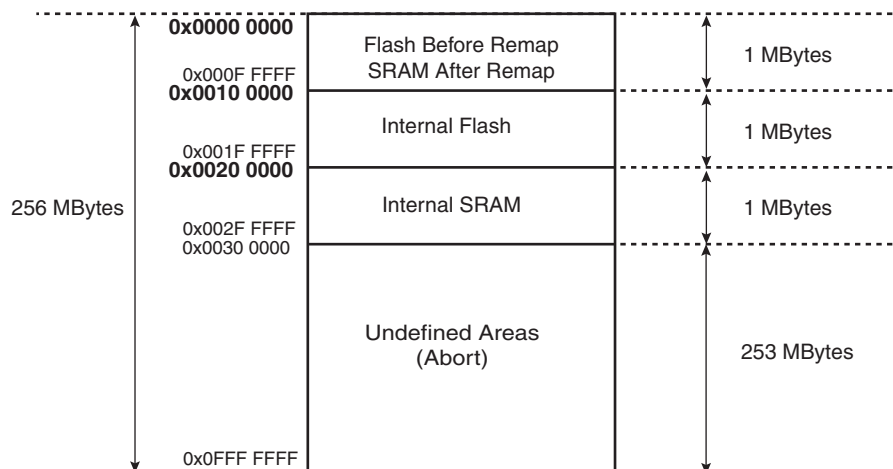 0x0000 0000
Flash Before Remap
SRAM After Remap
1 MBytes
0x000F FFFF
0x0010 0000
Internal Flash
1 MBytes
0x001F FFFF
0x0020 0000
256 MBytes
Internal SRAM
1 MBytes
0x002F FFFF
0x0030 0000
Undefined Areas
(Abort)
253 MBytes
0x0FFF FFFF